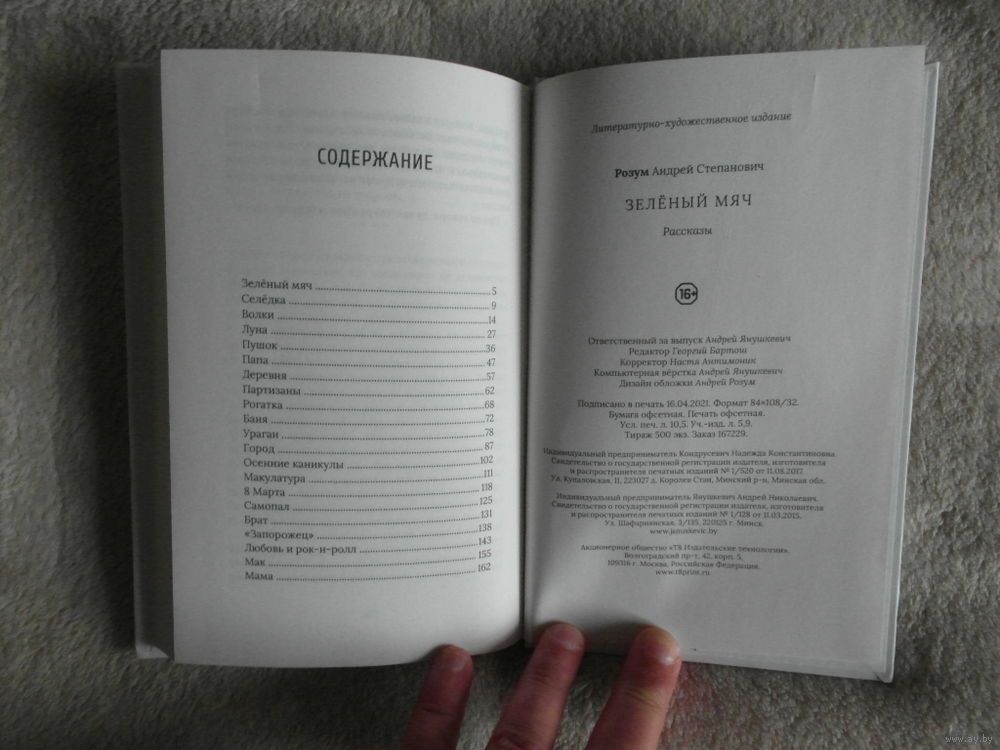 СОДЕРЖАНИЕ
Зелёный мяч 5
Селёдка 9
Волки 14
Луна 27
Пушок 36
Папа 47
Деревня 57
Партизаны 62
Рогатка 68
Баня 72
Ураган 78
Город 87
Осенние каникулы 102
Макулатура 111
8 Марта 118
Самопал 125
Брат 131
«Запорожец» 138
Любовь и рок-н-ролл 143
Мак 155
Мама 162
Литературно-художественное издание
Розум Андрей Степанович
ЗЕЛЁНЫЙ МЯЧ
Рассказы
16+
Ответственный за выпуск Андрей Янушкевич
Редактор Георгий Бартош
Корректор Настя Антимоник
Компьютерная вёрстка Андрей Янушкевич
Дизайн обложки Андрей Розум
Подписано в печать 16.04.2021. Формат 84×108/32.
Бумага офсетная. Печать офсетная.
Усл. печ. л. 10,5. Уч.-изд. л. 5,9.
Тираж 500 экз. Заказ 167229.
Индивидуальный предприниматель Кондрусевич Надежда Константиновна.
Свидетельство о государственной регистрации издателя, изготовителя
и распространителя печатных изданий № 1/520 от 11.08.2017.
Ул. Купаловская, 11, 223027 д. Королев Стан, Минский р-н, Минская обл.
Индивидуальный предприниматель Янушкевич Андрей Николаевич.
Свидетельство о государственной регистрации издателя, изготовителя
и распространителя печатных изданий № 1/128 от 11.03.2015.
Ул. Шафарнянская, 3/135, 220125 г. Минск.
www.januskevic.by
Акционерное общество «Т8 Издательские технологии».
Волгоградский пр-т, 42, корп. 5,
109316 г. Москва, Российская Федерация.
www.t8print.ru
www.ay.by